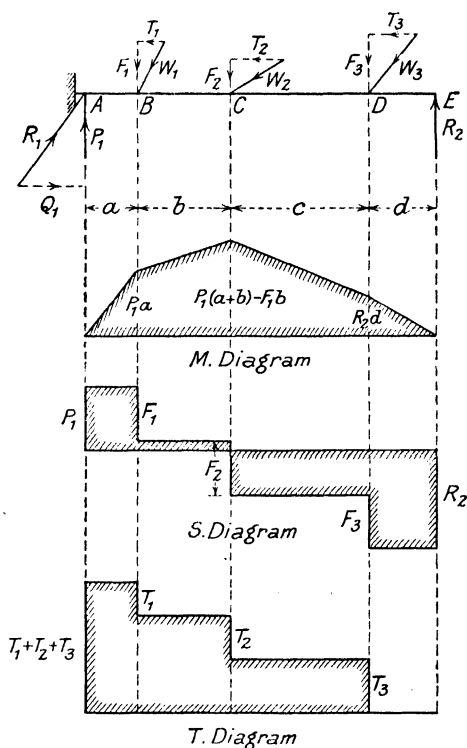 T₁ T₂ T₃
F₁ W₁ F₂ W₂ F₃ W₃
A B C D E
R₁ P₁ R₂
Q₁ a b c d
P₁a P₁(a+b)-F₁b R₂d
M. Diagram
P₁ F₁ F₂ R₂
S. Diagram F₃
T₁
T₁+T₂+T₃ T₂
T₃
T. Diagram